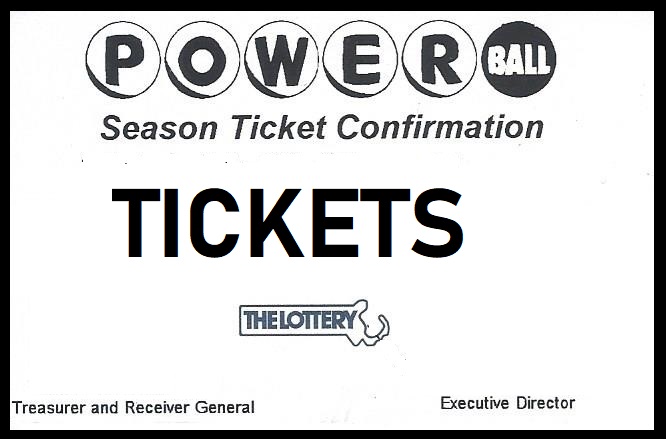 POWER BALL
Season Ticket Confirmation
TICKETS
THE LOTTERY
Treasurer and Receiver General
Executive Director